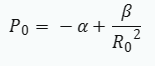 P₀ = −α + β / R₀²